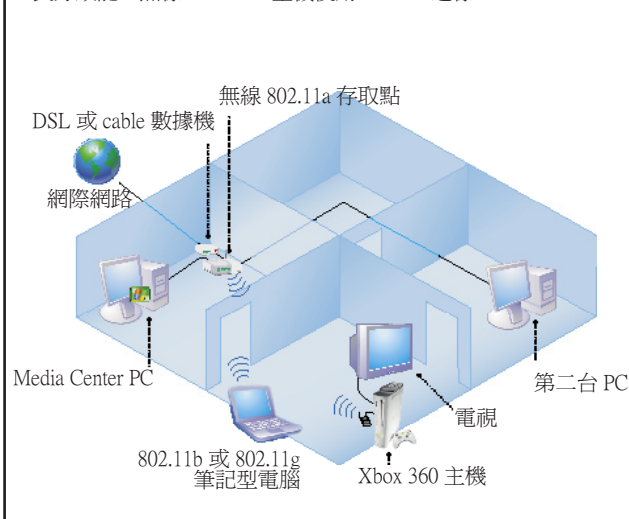 無線 802.11a 存取點
DSL 或 cable 數據機
網際網路
Media Center PC
第二台 PC
電視
802.11b 或 802.11g
筆記型電腦
Xbox 360 主機